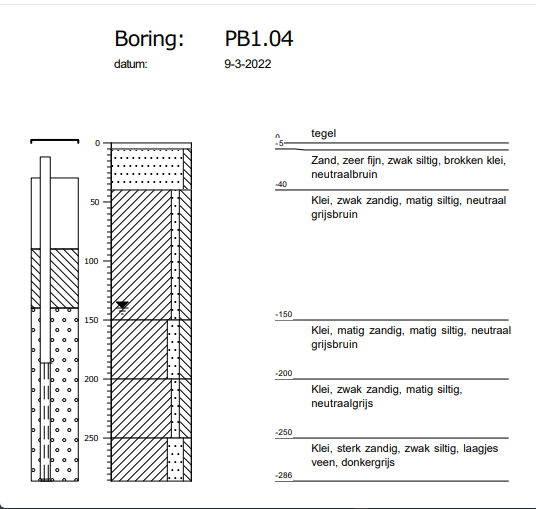 Boring: PB1.04
datum: 9-3-2022
0
50
100
150
200
250
0
tegel
-5
Zand, zeer fijn, zwak siltig, brokken klei,
neutraalbruin
-40
Klei, zwak zandig, matig siltig, neutraal
grijsbruin
-150
Klei, matig zandig, matig siltig, neutraal
grijsbruin
-200
Klei, zwak zandig, matig siltig,
neutraalgrijs
-250
Klei, sterk zandig, zwak siltig, laagjes
veen, donkergrijs
-286